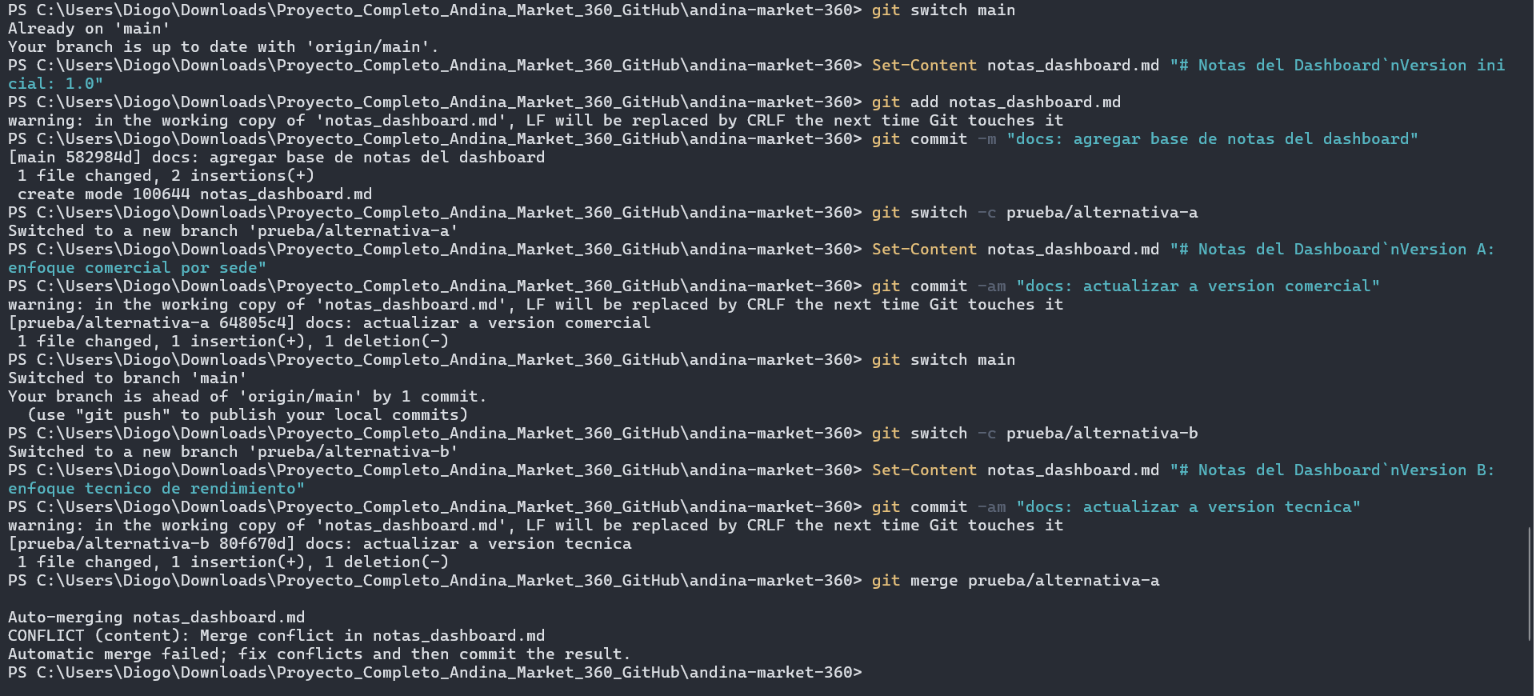 PS C:\Users\Diogo\Downloads\Proyecto_Completo_Andina_Market_360_GitHub\andina-market-360> git switch main
Already on 'main'
Your branch is up to date with 'origin/main'.
PS C:\Users\Diogo\Downloads\Proyecto_Completo_Andina_Market_360_GitHub\andina-market-360> Set-Content notas_dashboard.md "# Notas del Dashboard`nVersion ini
cial: 1.0"
PS C:\Users\Diogo\Downloads\Proyecto_Completo_Andina_Market_360_GitHub\andina-market-360> git add notas_dashboard.md
warning: in the working copy of 'notas_dashboard.md', LF will be replaced by CRLF the next time Git touches it
PS C:\Users\Diogo\Downloads\Proyecto_Completo_Andina_Market_360_GitHub\andina-market-360> git commit -m "docs: agregar base de notas del dashboard"
[main 582984d] docs: agregar base de notas del dashboard
 1 file changed, 2 insertions(+)
 create mode 100644 notas_dashboard.md
PS C:\Users\Diogo\Downloads\Proyecto_Completo_Andina_Market_360_GitHub\andina-market-360> git switch -c prueba/alternativa-a
Switched to a new branch 'prueba/alternativa-a'
PS C:\Users\Diogo\Downloads\Proyecto_Completo_Andina_Market_360_GitHub\andina-market-360> Set-Content notas_dashboard.md "# Notas del Dashboard`nVersion A:
enfoque comercial por sede"
PS C:\Users\Diogo\Downloads\Proyecto_Completo_Andina_Market_360_GitHub\andina-market-360> git commit -am "docs: actualizar a version comercial"
warning: in the working copy of 'notas_dashboard.md', LF will be replaced by CRLF the next time Git touches it
[prueba/alternativa-a 64805c4] docs: actualizar a version comercial
 1 file changed, 1 insertion(+), 1 deletion(-)
PS C:\Users\Diogo\Downloads\Proyecto_Completo_Andina_Market_360_GitHub\andina-market-360> git switch main
Switched to branch 'main'
Your branch is ahead of 'origin/main' by 1 commit.
  (use "git push" to publish your local commits)
PS C:\Users\Diogo\Downloads\Proyecto_Completo_Andina_Market_360_GitHub\andina-market-360> git switch -c prueba/alternativa-b
Switched to a new branch 'prueba/alternativa-b'
PS C:\Users\Diogo\Downloads\Proyecto_Completo_Andina_Market_360_GitHub\andina-market-360> Set-Content notas_dashboard.md "# Notas del Dashboard`nVersion B:
enfoque tecnico de rendimiento"
PS C:\Users\Diogo\Downloads\Proyecto_Completo_Andina_Market_360_GitHub\andina-market-360> git commit -am "docs: actualizar a version tecnica"
warning: in the working copy of 'notas_dashboard.md', LF will be replaced by CRLF the next time Git touches it
[prueba/alternativa-b 80f670d] docs: actualizar a version tecnica
 1 file changed, 1 insertion(+), 1 deletion(-)
PS C:\Users\Diogo\Downloads\Proyecto_Completo_Andina_Market_360_GitHub\andina-market-360> git merge prueba/alternativa-a
Auto-merging notas_dashboard.md
CONFLICT (content): Merge conflict in notas_dashboard.md
Automatic merge failed; fix conflicts and then commit the result.
PS C:\Users\Diogo\Downloads\Proyecto_Completo_Andina_Market_360_GitHub\andina-market-360>